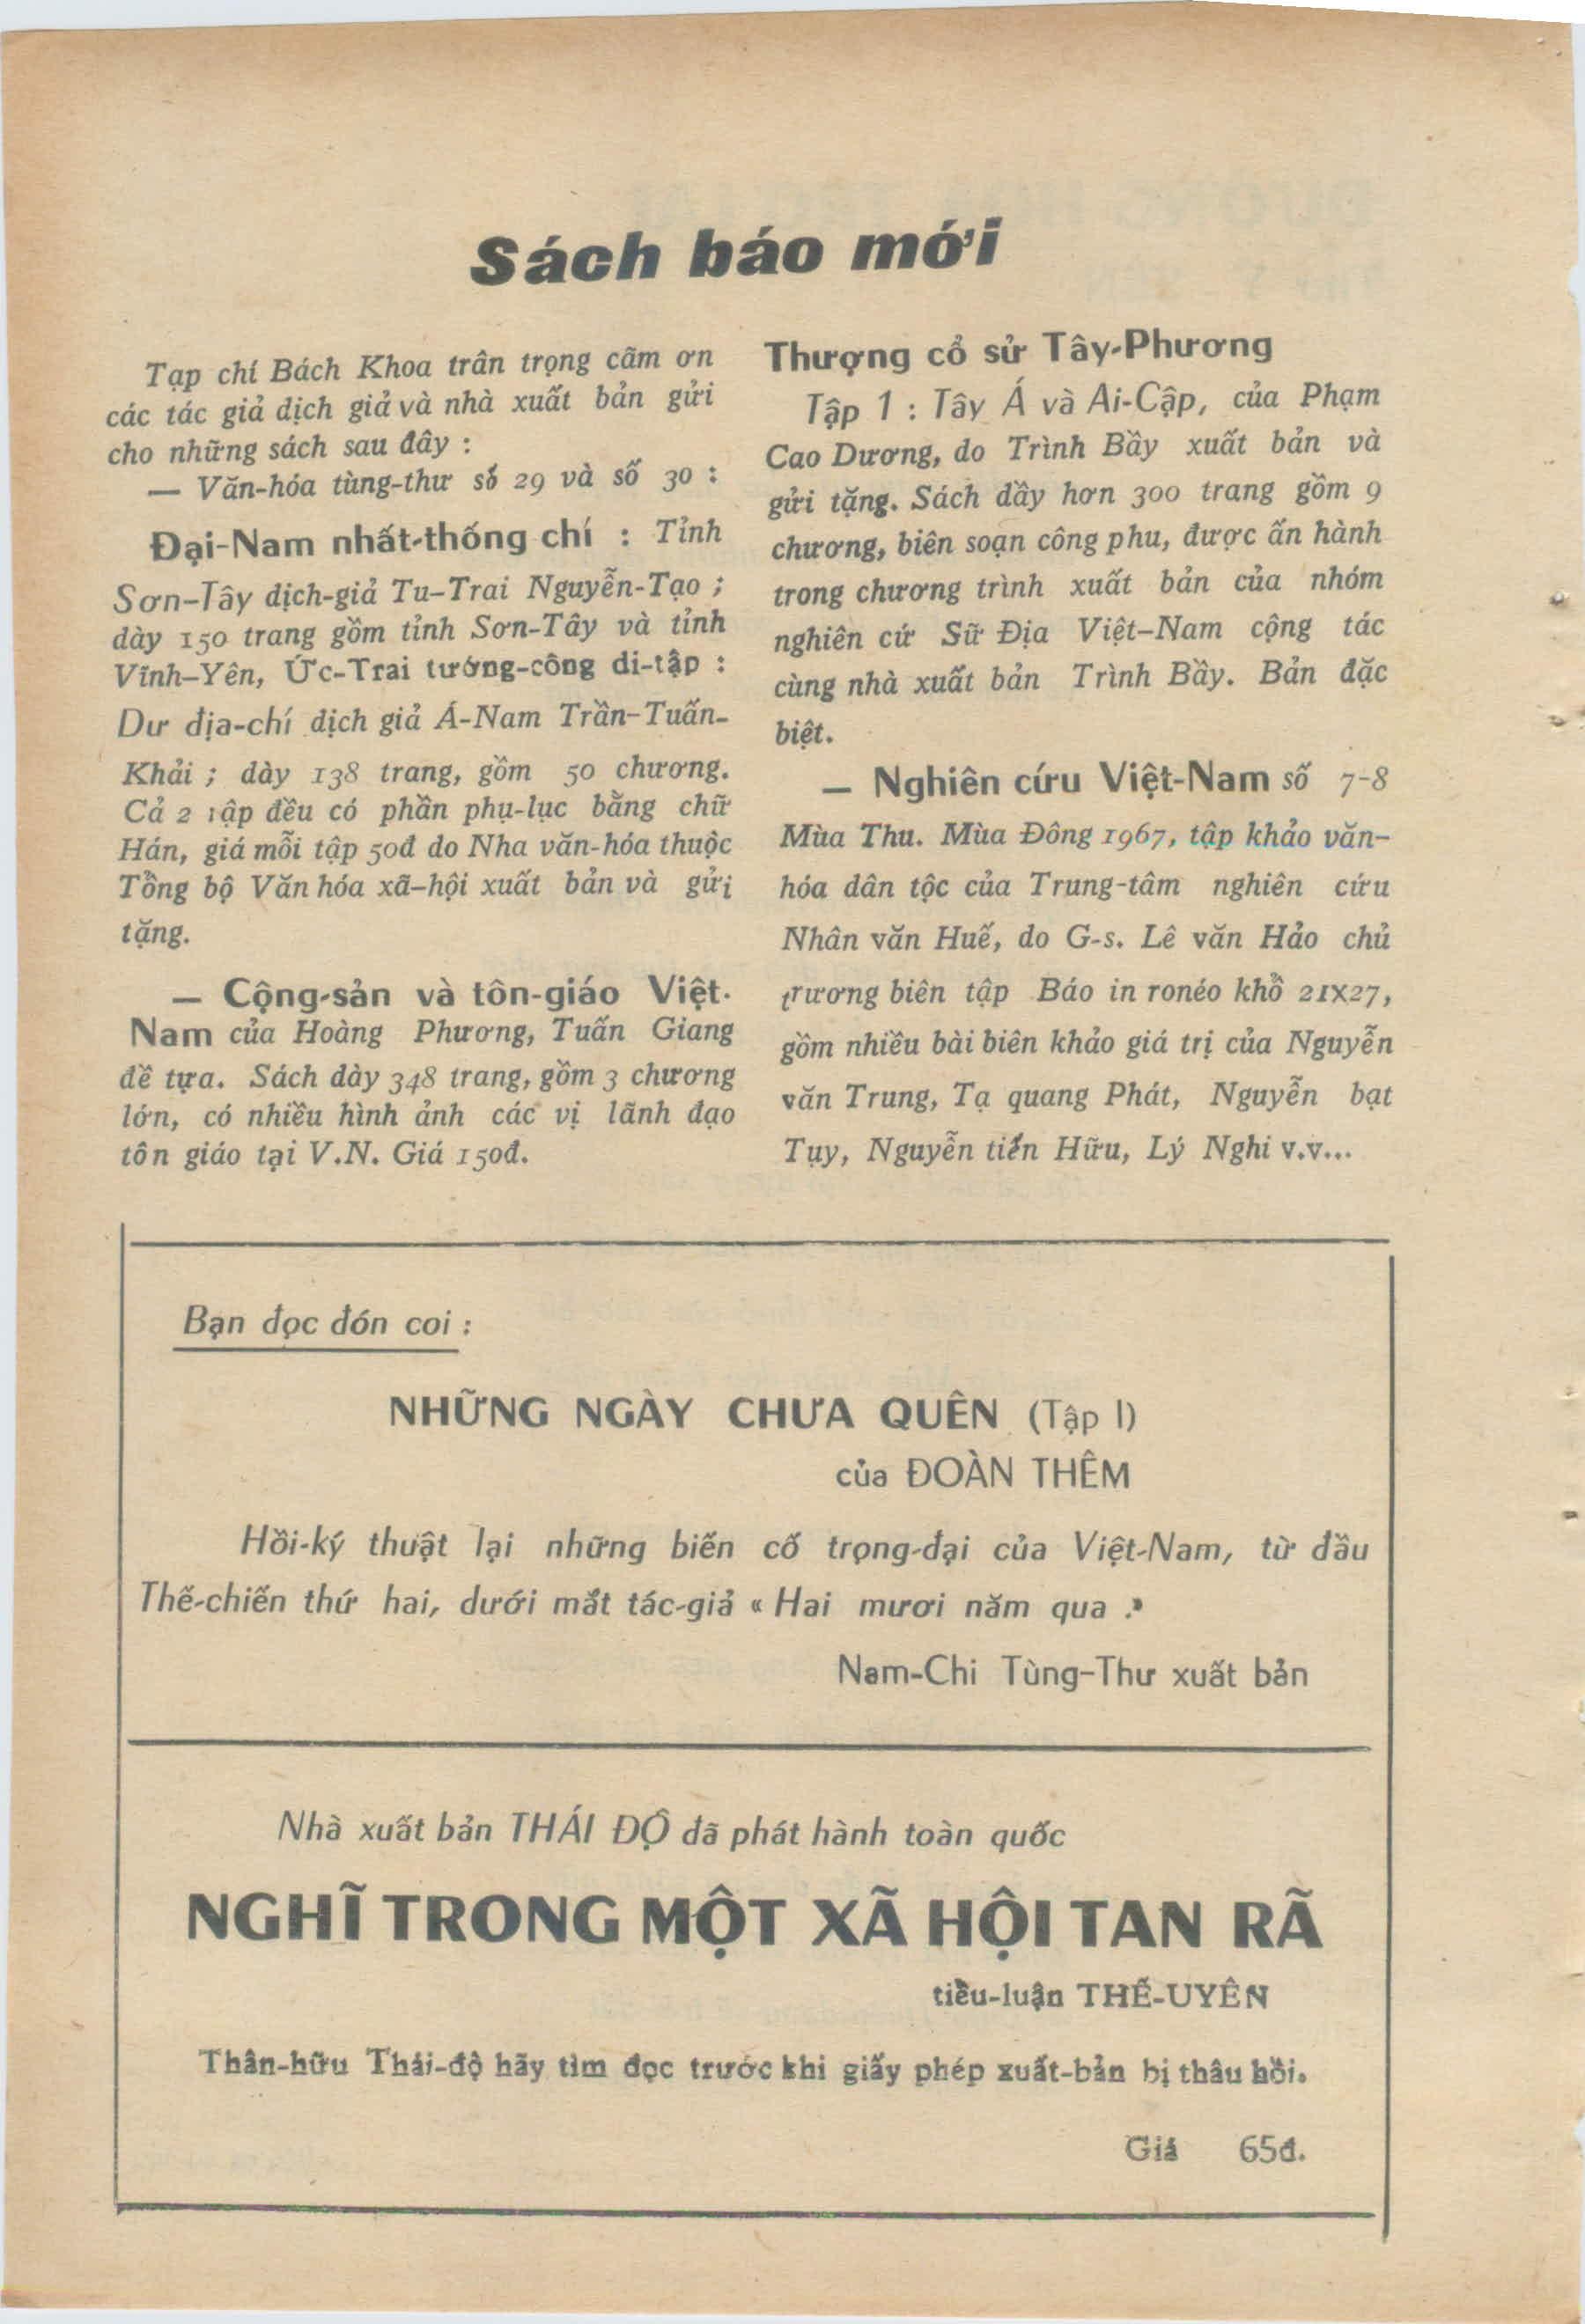 Sách báo mới
Tạp chí Bách Khoa trân trọng cãm ơn
các tác giả dịch giả và nhà xuất bản gửi
cho những sách sau đây :
— Văn-hóa tùng-thư số 29 và số 30 :
Đại-Nam nhất-thống chí : Tỉnh
Sơn-Tây dịch-giả Tu-Trai Nguyễn-Tạo ;
dày 150 trang gồm tỉnh Sơn-Tây và tỉnh
Vĩnh-Yên, Ức-Trai tướng-công di-tập :
Dư địa-chí dịch giả Á-Nam Trần-Tuấn-
Khải ; dày 138 trang, gồm 50 chương.
Cả 2 tập đều có phần phụ-lục bằng chữ
Hán, giá mỗi tập 50đ do Nha văn-hóa thuộc
Tổng bộ Văn hóa xã-hội xuất bản và gửi
tặng.
— Cộng-sản và tôn-giáo Việt-
Nam của Hoàng Phương, Tuấn Giang
đề tựa. Sách dày 348 trang, gồm 3 chương
lớn, có nhiều hình ảnh các vị lãnh đạo
tôn giáo tại V.N. Giá 150đ.
Thượng cổ sử Tây-Phương
Tập 1 : Tây Á và Ai-Cập, của Phạm
Cao Dương, do Trình Bầy xuất bản và
gửi tặng. Sách dầy hơn 300 trang gồm 9
chương, biên soạn công phu, được ấn hành
trong chương trình xuất bản của nhóm
nghiên cứ Sữ Địa Việt-Nam cộng tác
cùng nhà xuất bản Trình Bầy. Bản đặc
biệt.
— Nghiên cứu Việt-Nam số 7-8
Mùa Thu. Mùa Đông 1967, tập khảo văn-
hóa dân tộc của Trung-tâm nghiên cứu
Nhân văn Huế, do G-s. Lê văn Hảo chủ
trương biên tập Báo in ronéo khổ 21x27,
gồm nhiều bài biên khảo giá trị của Nguyễn
văn Trung, Tạ quang Phát, Nguyễn bạt
Tụy, Nguyễn tiến Hữu, Lý Nghi v.v...
Bạn đọc đón coi :
NHỮNG NGÀY CHƯA QUÊN (Tập I)
của ĐOÀN THÊM
Hồi-ký thuật lại những biến cố trọng-đại của Việt-Nam, từ đầu
Thế-chiến thứ hai, dưới mắt tác-giả « Hai mươi năm qua .»
Nam-Chi Tùng-Thư xuất bản
Nhà xuất bản THÁI ĐỘ đã phát hành toàn quốc
NGHĨ TRONG MỘT XÃ HỘI TAN RÃ
tiểu-luận THẾ-UYÊN
Thân-hữu Thái-độ hãy tìm đọc trước khi giấy phép xuất-bản bị thâu hồi.
Giá 65đ.